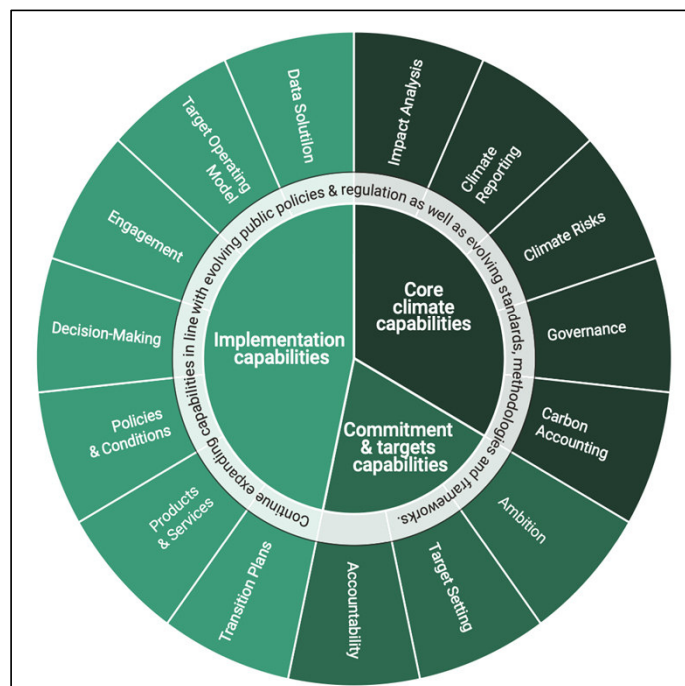 Data Solutilon
Impact Analysis
Climate
Reporting
Climate Risks
Governance
Carbon
Accounting
Ambition
Target Setting
Accountability
Transition Plans
Products
& Services
Policies
& Conditions
Decision-Making
Engagement
Target Operating
Model
Continue expanding capabilities in line with evolving public policies & regulation as well as evolving standards, methodologies and frameworks.
Core
climate
capabilities
Commitment
& targets
capabilities
Implementation
capabilities